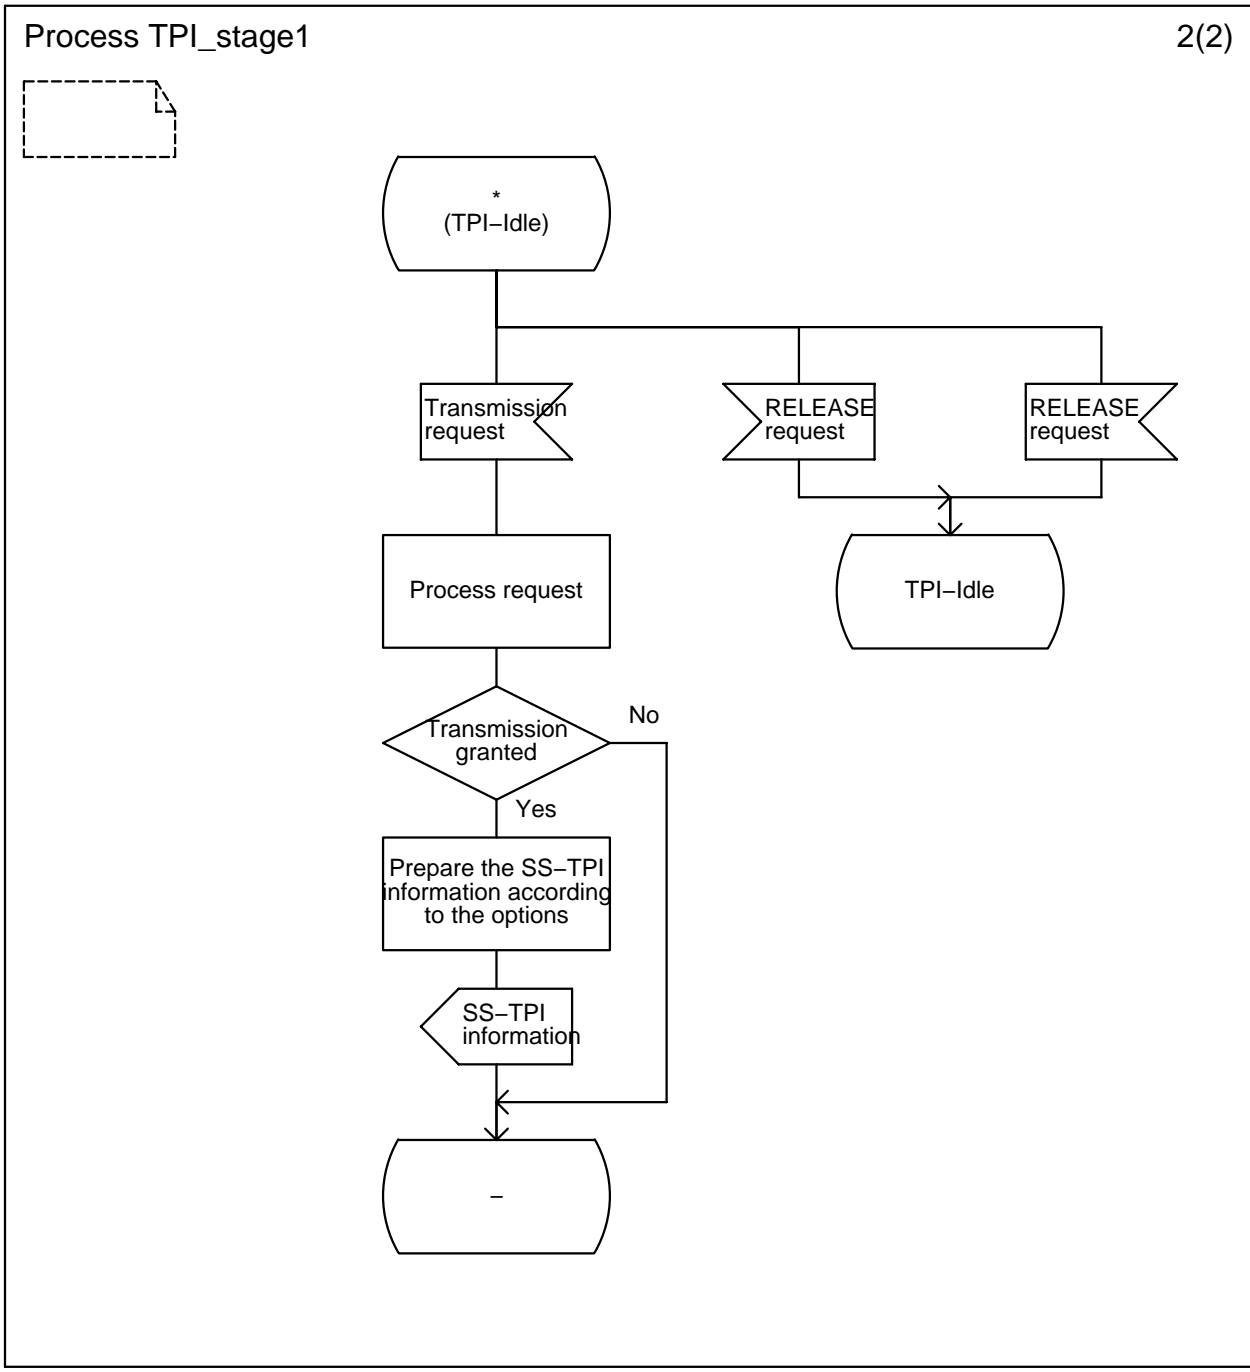 Process TPI_stage1
2(2)
*
(TPI–Idle)
Transmission
request
RELEASE
request
RELEASE
request
Process request
TPI–Idle
Transmission
granted
No
Yes
Prepare the SS–TPI
information according
to the options
SS–TPI
information
–